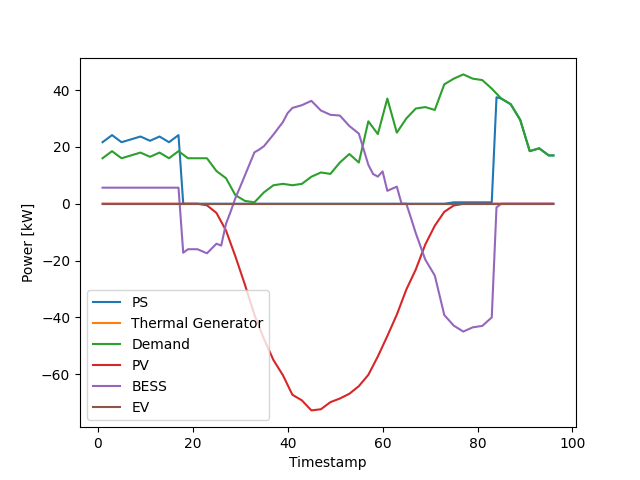 40
20
0
−20
−40
−60
Power [kW]
PS
Thermal Generator
Demand
PV
BESS
EV
0 20 40 60 80 100
Timestamp